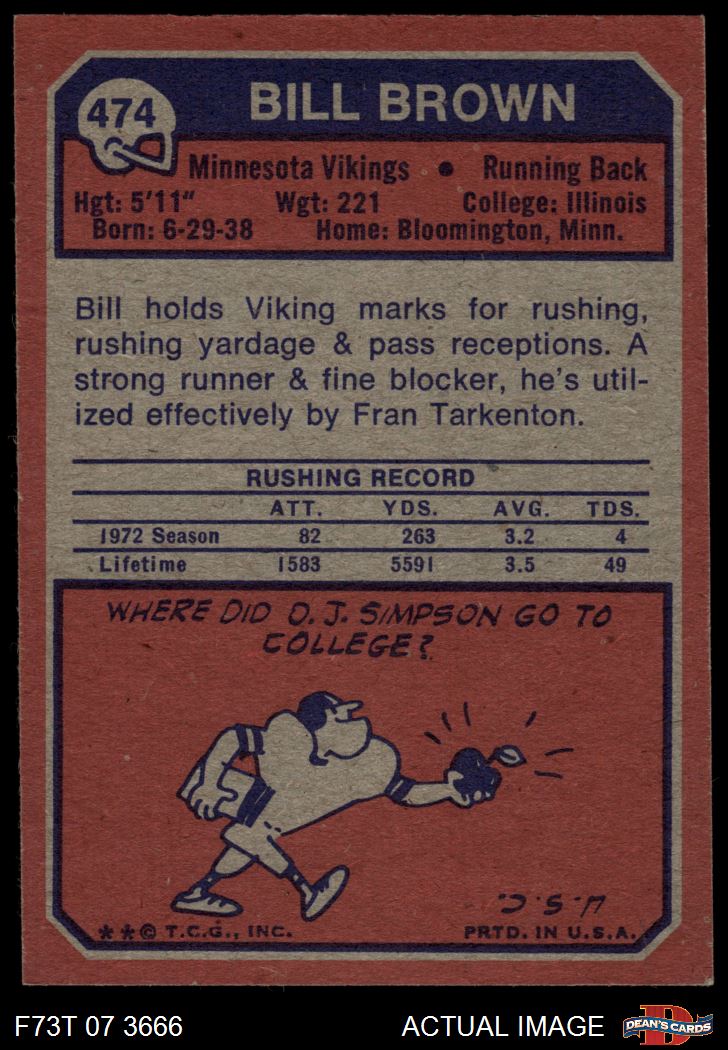 474
BILL BROWN
Minnesota Vikings • Running Back
Hgt: 5'11" Wgt: 221 College: Illinois
Born: 6-29-38 Home: Bloomington, Minn.
Bill holds Viking marks for rushing,
rushing yardage & pass receptions. A
strong runner & fine blocker, he's util-
ized effectively by Fran Tarkenton.
RUSHING RECORD
ATT. YDS. AVG. TDS.
1972 Season 82 263 3.2 4
Lifetime 1583 5591 3.5 49
WHERE DID O.J. SIMPSON GO TO
COLLEGE?
U.S.C.
**© T.C.G., INC. PRTD. IN U.S.A.
F73T 07 3666 ACTUAL IMAGE
D
DEAN'S CARDS